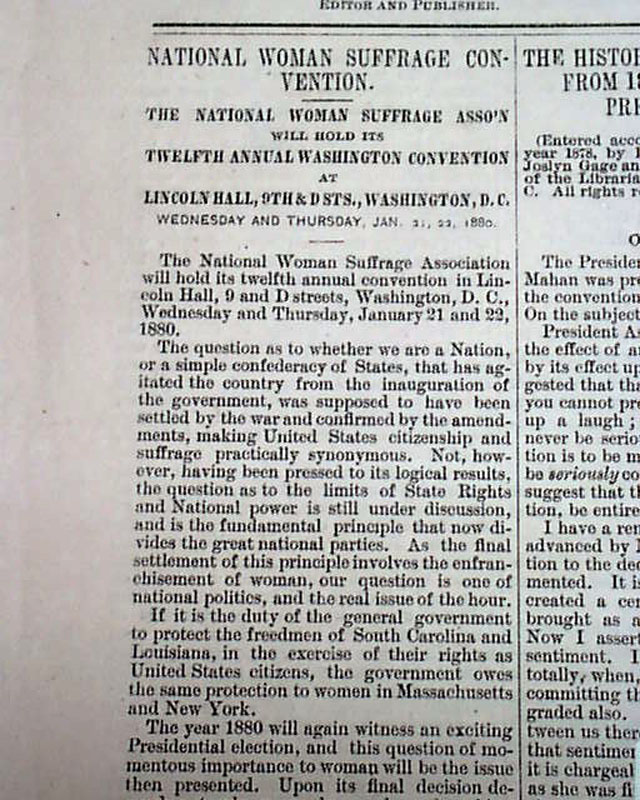 EDITOR AND PUBLISHER.
NATIONAL WOMAN SUFFRAGE CON-
VENTION.
THE NATIONAL WOMAN SUFFRAGE ASSO'N
WILL HOLD ITS
TWELFTH ANNUAL WASHINGTON CONVENTION
AT
LINCOLN HALL, 9TH & D STS., WASHINGTON, D. C.
WEDNESDAY AND THURSDAY, JAN. 21, 22, 1880.
The National Woman Suffrage Association
will hold its twelfth annual convention in Lin-
coln Hall, 9 and D streets, Washington, D. C.,
Wednesday and Thursday, January 21 and 22,
1880.
The question as to whether we are a Nation,
or a simple confederacy of States, that has ag-
itated the country from the inauguration of
the government, was supposed to have been
settled by the war and confirmed by the amend-
ments, making United States citizenship and
suffrage practically synonymous. Not, how-
ever, having been pressed to its logical results,
the question as to the limits of State Rights
and National power is still under discussion,
and is the fundamental principle that now di-
vides the great national parties. As the final
settlement of this principle involves the enfran-
chisement of woman, our question is one of
national politics, and the real issue of the hour.
If it is the duty of the general government
to protect the freedmen of South Carolina and
Louisiana, in the exercise of their rights as
United States citizens, the government owes
the same protection to women in Massachusetts
and New York.
The year 1880 will again witness an exciting
Presidential election, and this question of mo-
mentous importance to woman will be the issue
then presented. Upon its final decision de-
THE HISTO
FROM 18
PRE
(Entered acc
year 1878, by
Joslyn Gage an
of the Libraria
C. All rights r
O
The Preside
Mahan was pre
the convention
On the subject
President As
the effect of a
by its effect up
gested that tha
you cannot pre
up a laugh;
never be serio
tion is to be m
be seriously co
suggest that t
tion, be entire
I have a re
advanced by
tion to the de
mented. It is
created a ce
brought as a
Now I asser
sentiment. I
totally, when,
committing th
graded also.
tween us ther
that sentimen
it is chargeal
as she was fi